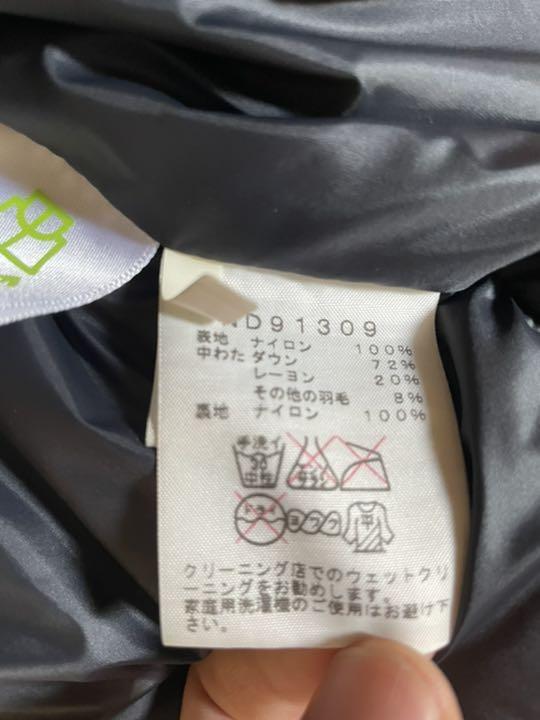 ND91309
表地 ナイロン 100%
中わた ダウン 72%
レーヨン 20%
その他の羽毛 8%
裏地 ナイロン 100%
手洗イ
30
中性
エンソサラシ
ドライ
ヨワク
平
クリーニング店でのウェットクリ
ーニングをお勧めします。
家庭用洗濯機のご使用はお避け下
さい。